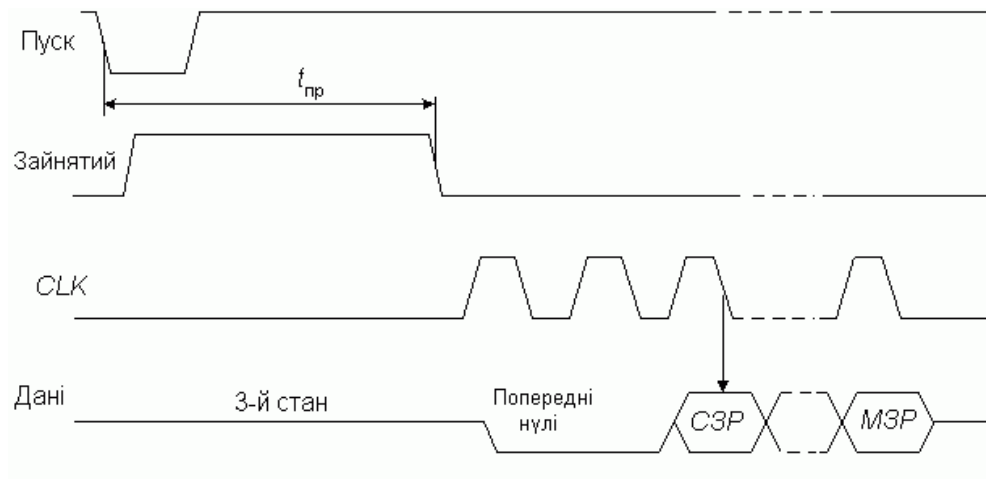 Пуск
tпр
Зайнятий
CLK
Дані
3-й стан
Попередні
нулі
СЗР
МЗР